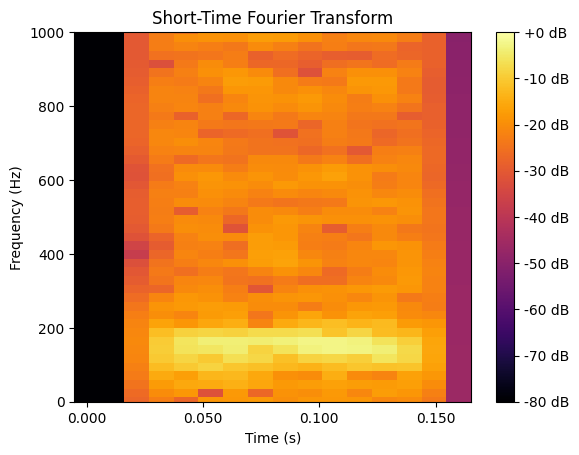 Short-Time Fourier Transform
Frequency (Hz)
1000
800
600
400
200
0
0.000
0.050
0.100
0.150
Time (s)
+0 dB
-10 dB
-20 dB
-30 dB
-40 dB
-50 dB
-60 dB
-70 dB
-80 dB